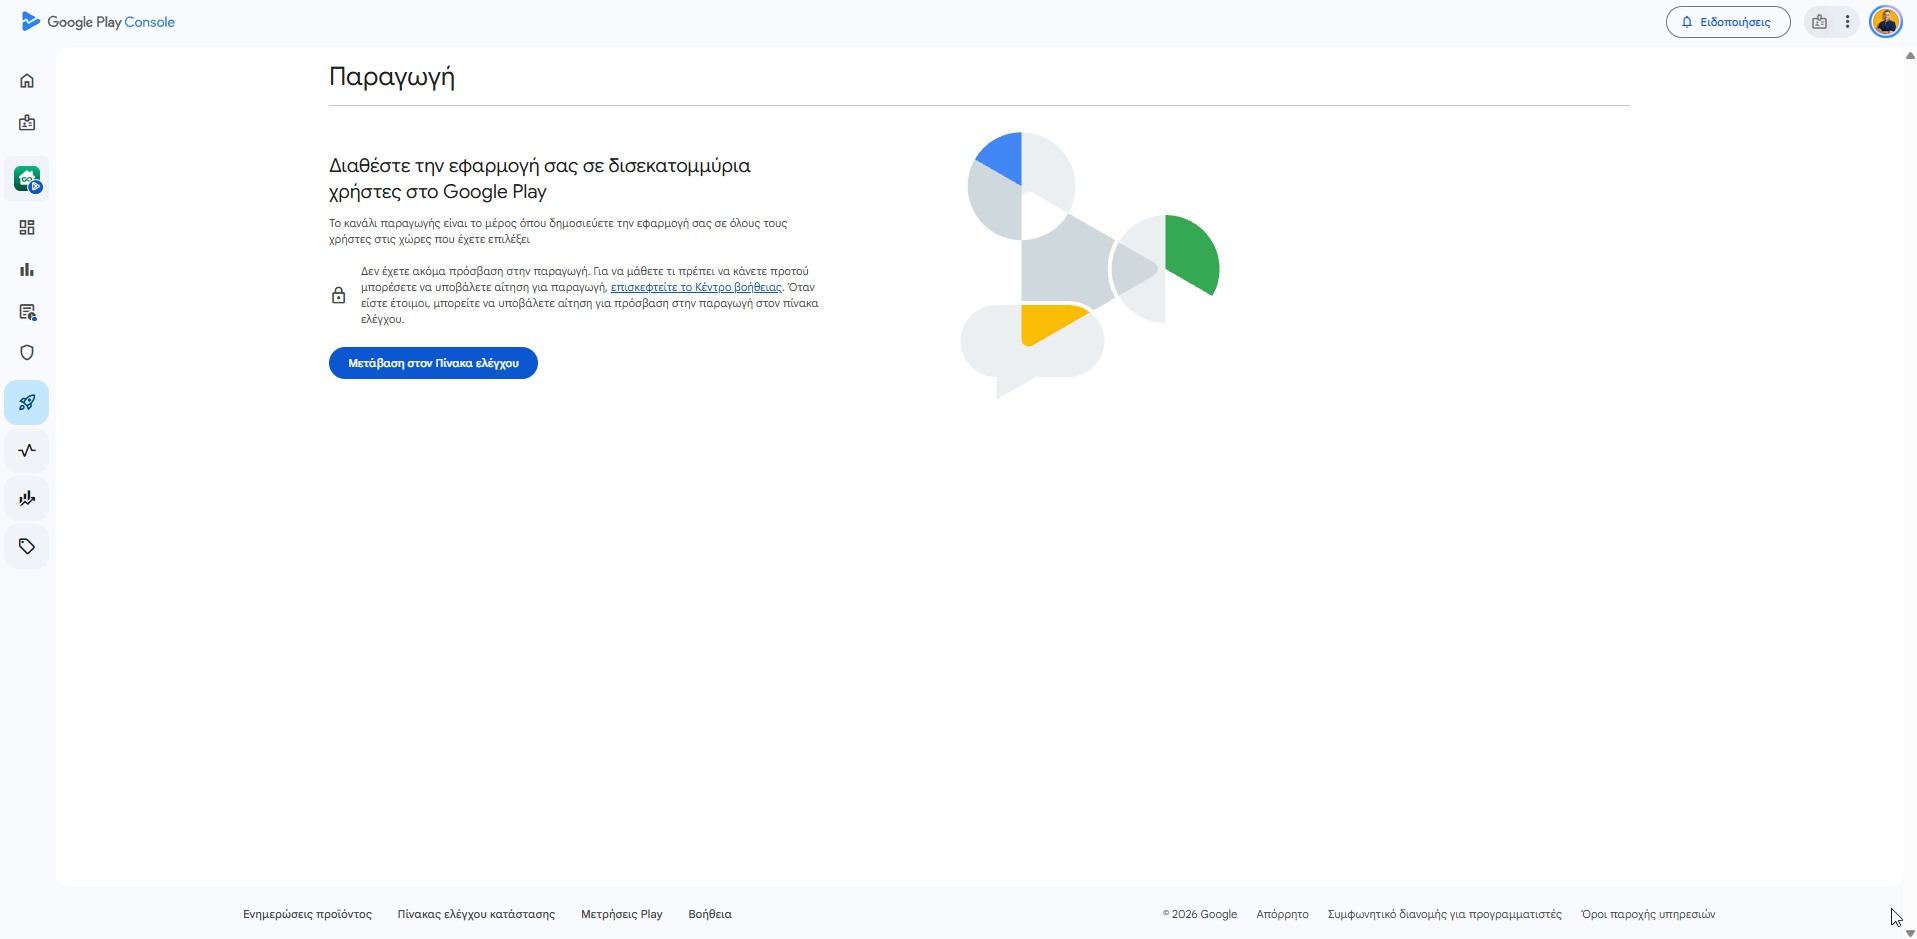 Google Play Console
Ειδοποιήσεις
Παραγωγή
Διαθέστε την εφαρμογή σας σε δισεκατομμύρια
χρήστες στο Google Play
Το κανάλι παραγωγής είναι το μέρος όπου δημοσιεύετε την εφαρμογή σας σε όλους τους
χρήστες στις χώρες που έχετε επιλέξει
Δεν έχετε ακόμα πρόσβαση στην παραγωγή. Για να μάθετε τι πρέπει να κάνετε προτού
μπορέσετε να υποβάλετε αίτηση για παραγωγή, επισκεφτείτε το Κέντρο βοήθειας. Όταν
είστε έτοιμοι, μπορείτε να υποβάλετε αίτηση για πρόσβαση στην παραγωγή στον πίνακα
ελέγχου.
Μετάβαση στον Πίνακα ελέγχου
Ενημερώσεις προϊόντος Πίνακας ελέγχου κατάστασης Μετρήσεις Play Βοήθεια © 2026 Google Απόρρητο Συμφωνητικό διανομής για προγραμματιστές Όροι παροχής υπηρεσιών